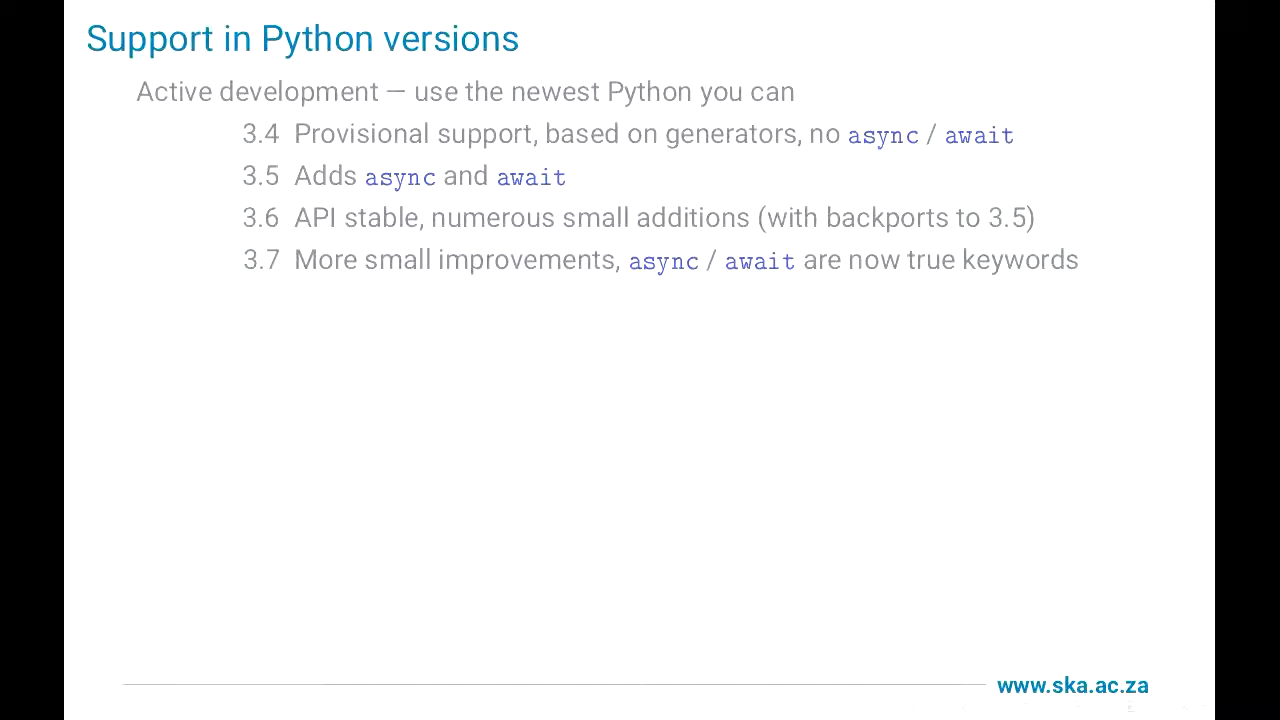 Support in Python versions
Active development — use the newest Python you can
3.4 Provisional support, based on generators, no async / await
3.5 Adds async and await
3.6 API stable, numerous small additions (with backports to 3.5)
3.7 More small improvements, async / await are now true keywords
www.ska.ac.za